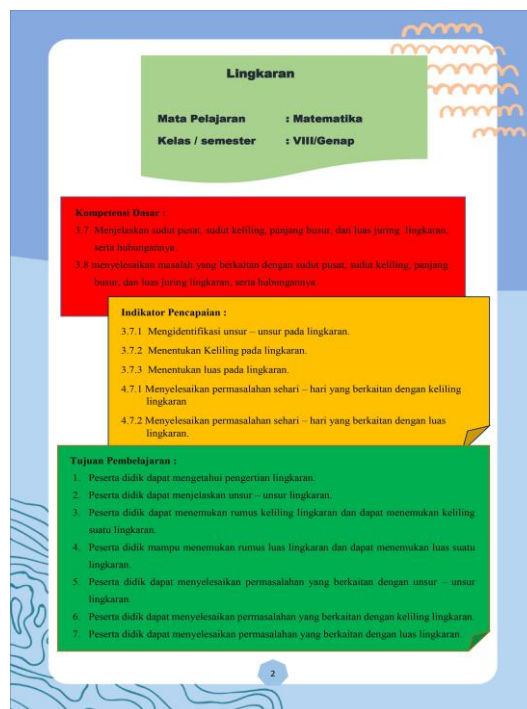 Lingkaran
Mata Pelajaran : Matematika
Kelas / semester : VIII/Genap
Kompetensi Dasar :
3.7. Menjelaskan sudut pusat, sudut keliling, panjang busur, dan luas juring lingkaran,
serta hubungannya.
3.8 menyelesaikan masalah yang berkaitan dengan sudut pusat, sudut keliling, panjang
busur, dan luas juring lingkaran, serta hubungannya.
Indikator Pencapaian :
3.7.1 Mengidentifikasi unsur – unsur pada lingkaran.
3.7.2 Menentukan Keliling pada lingkaran.
3.7.3 Menentukan luas pada lingkaran.
4.7.1 Menyelesaikan permasalahan sehari – hari yang berkaitan dengan keliling
lingkaran
4.7.2 Menyelesaikan permasalahan sehari – hari yang berkaitan dengan luas
lingkaran.
Tujuan Pembelajaran :
1. Peserta didik dapat mengetahui pengertian lingkaran.
2. Peserta didik dapat menjelaskan unsur – unsur lingkaran.
3. Peserta didik dapat menemukan rumus keliling lingkaran dan dapat menemukan keliling
suatu lingkaran.
4. Peserta didik mampu menemukan rumus luas lingkaran dan dapat menemukan luas suatu
lingkaran.
5. Peserta didik dapat menyelesaikan permasalahan yang berkaitan dengan unsur – unsur
lingkaran.
6. Peserta didik dapat menyelesaikan permasalahan yang berkaitan dengan keliling lingkaran.
7. Peserta didik dapat menyelesaikan permasalahan yang berkaitan dengan luas lingkaran.
2